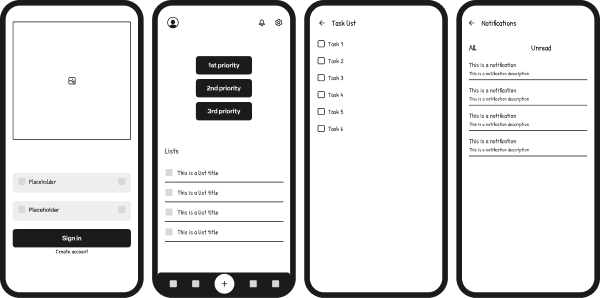 Placeholder
Placeholder
Sign in
Create account
1st priority
2nd priority
3rd priority
Lists
This is a list title
This is a list title
This is a list title
This is a list title
+
← Task list
Task 1
Task 2
Task 3
Task 4
Task 5
Task 6
← Notifications
All Unread
This is a notification
This is a notification description
This is a notification
This is a notification description
This is a notification
This is a notification description
This is a notification
This is a notification description